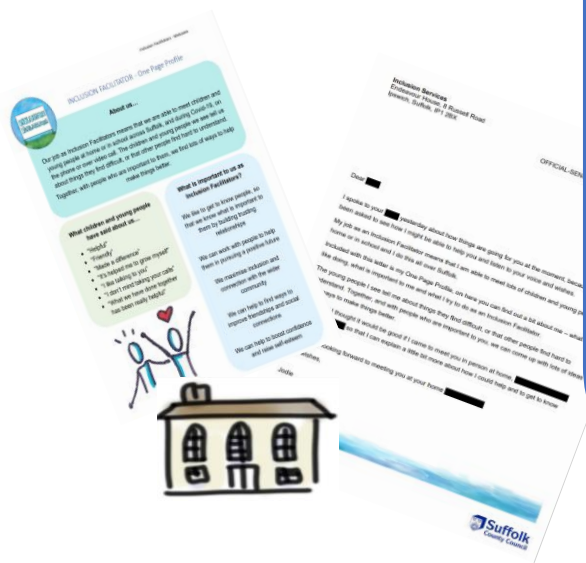 Inclusion Facilitators - Welcome
INCLUSION FACILITATOR - One Page Profile
About us…
Our job as Inclusion Facilitators means that we are able to meet children and
young people at home or in school across Suffolk, and during Covid-19, on
the phone or over video call. The children and young people we see tell us
about things they find difficult, or that other people find hard to understand.
Together, with people who are important to them, we find lots of ways to help
make things better.
What children and young people
have said about us…
• "Helpful"
• "Friendly"
• "Made a difference"
• "It's helped me to grow myself"
• "I like talking to you"
• "I don't mind taking your calls"
• "What we have done together
has been really helpful"
What is important to us as
Inclusion Facilitators?
We like to get to know people, so
that we know what is important to
them by building trusting
relationships
We can work with people to help
them in pursuing a positive future
We maximise inclusion and
connection with the wider
community
We can help to find ways to
improve friendships and social
connections
We can help to boost confidence
and raise self-esteem
Inclusion Services
Endeavour House, 8 Russell Road
Ipswich, Suffolk, IP1 2BX
OFFICIAL-SEN
Dear
I spoke to your yesterday about how things are going for you at the moment, becau
been asked to see how I might be able to help you and listen to your voice and wishes.
My job as an Inclusion Facilitator means that I am able to meet lots of children and young p
home or in school and I do this all over Suffolk.
Included with this letter is my One Page Profile, on here you can find out a bit about me – what
like doing, what is important to me and what I try to do as an Inclusion Facilitator.
The young people I see tell me about things they find difficult, or that other people find hard to
understand. Together, and with people who are important to you, we can come up with lots of ideas
ways to make things better.
I thought it would be good if I came to meet you in person at home,
so that I can explain a little more about how I could help and to get to know
looking forward to meeting you at your home
wishes,
Jodie
Suffolk
County Council